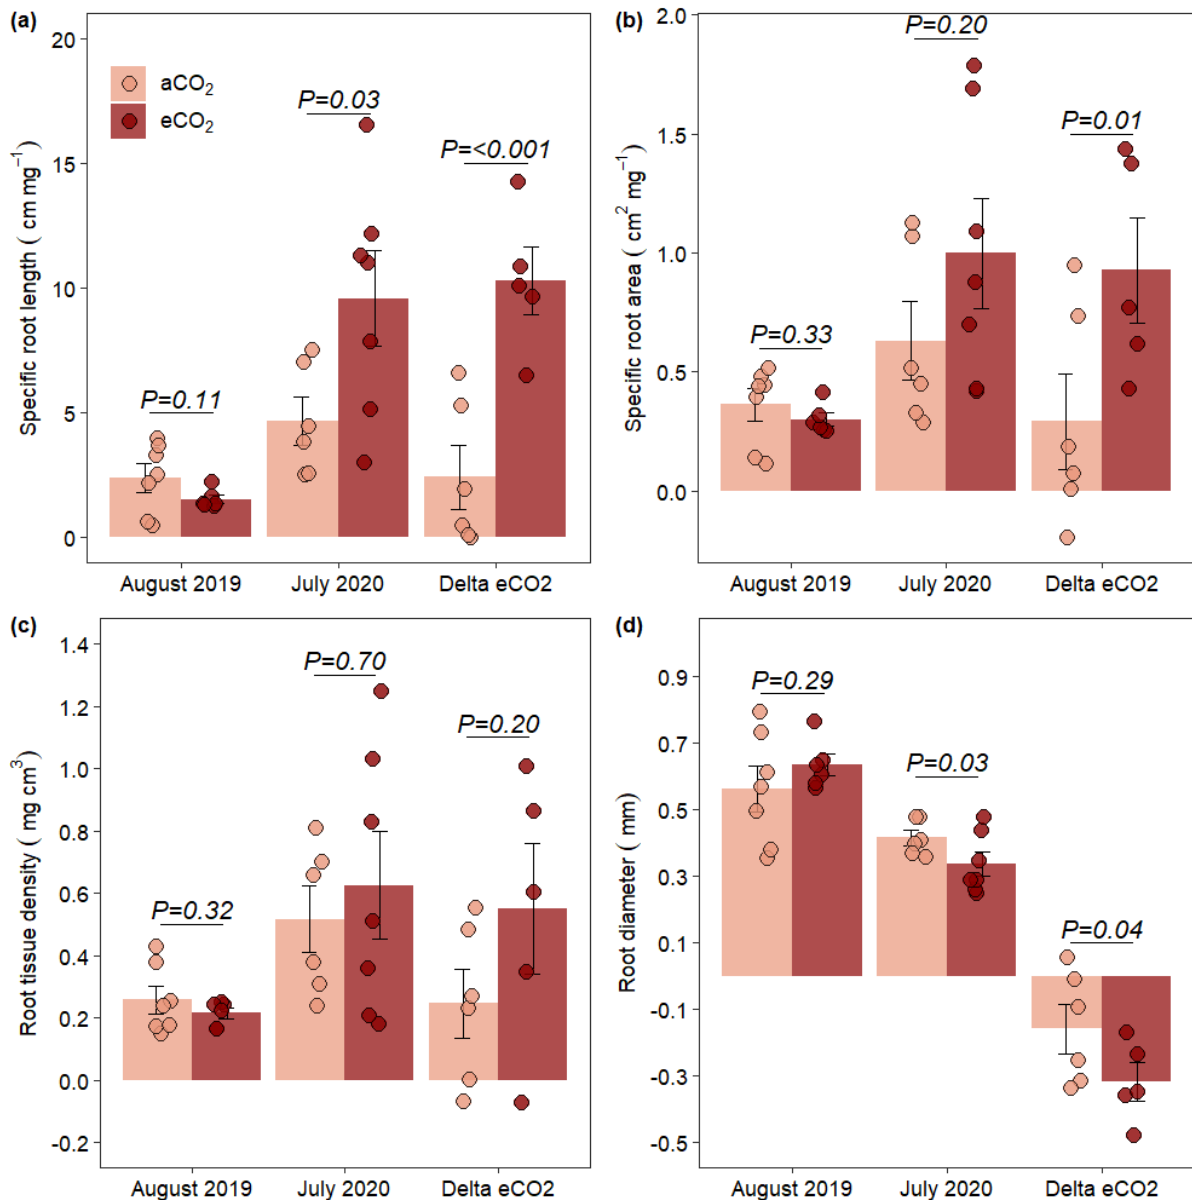 (a)
Specific root length ( cm mg⁻¹)
20
15
10
5
0
aCO₂
eCO₂
P=0.11
P=0.03
P=<0.001
August 2019
July 2020
Delta eCO2
(b)
Specific root area ( cm² mg⁻¹)
2.0
1.5
1.0
0.5
0.0
P=0.33
P=0.20
P=0.01
August 2019
July 2020
Delta eCO2
(c)
Root tissue density ( mg cm³)
1.4
1.2
1.0
0.8
0.6
0.4
0.2
0.0
-0.2
P=0.32
P=0.70
P=0.20
August 2019
July 2020
Delta eCO2
(d)
Root diameter ( mm)
0.9
0.7
0.5
0.3
0.1
-0.1
-0.3
-0.5
P=0.29
P=0.03
P=0.04
August 2019
July 2020
Delta eCO2